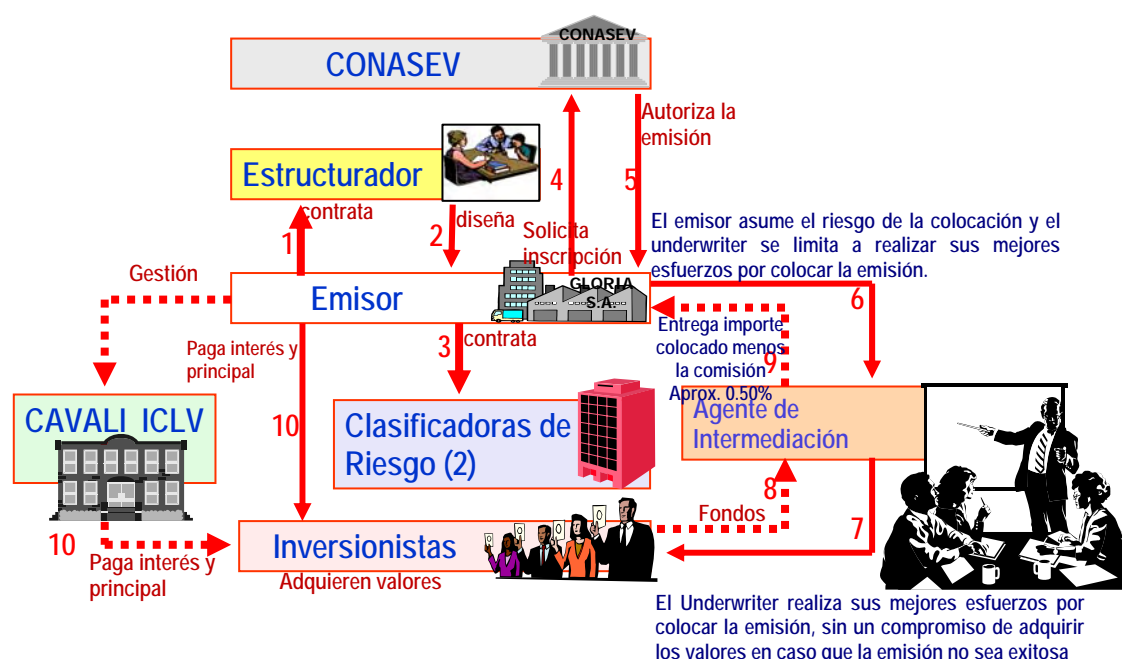 CONASEV
CONASEV
Autoriza la
emisión
Estructurador
4
5
contrata
diseña
1
2
Solicita
inscripción
El emisor asume el riesgo de la colocación y el
underwriter se limita a realizar sus mejores
esfuerzos por colocar la emisión.
Gestión
Emisor
GLORIA
S.A.
6
Paga interés y
principal
3
contrata
Entrega importe
colocado menos
la comisión
9
Aprox. 0.50%
CAVALI ICLV
10
Clasificadoras de
Riesgo (2)
Agente de
Intermediación
8
Fondos
7
10
Paga interés y
principal
Inversionistas
Adquieren valores
El Underwriter realiza sus mejores esfuerzos por
colocar la emisión, sin un compromiso de adquirir
los valores en caso que la emisión no sea exitosa